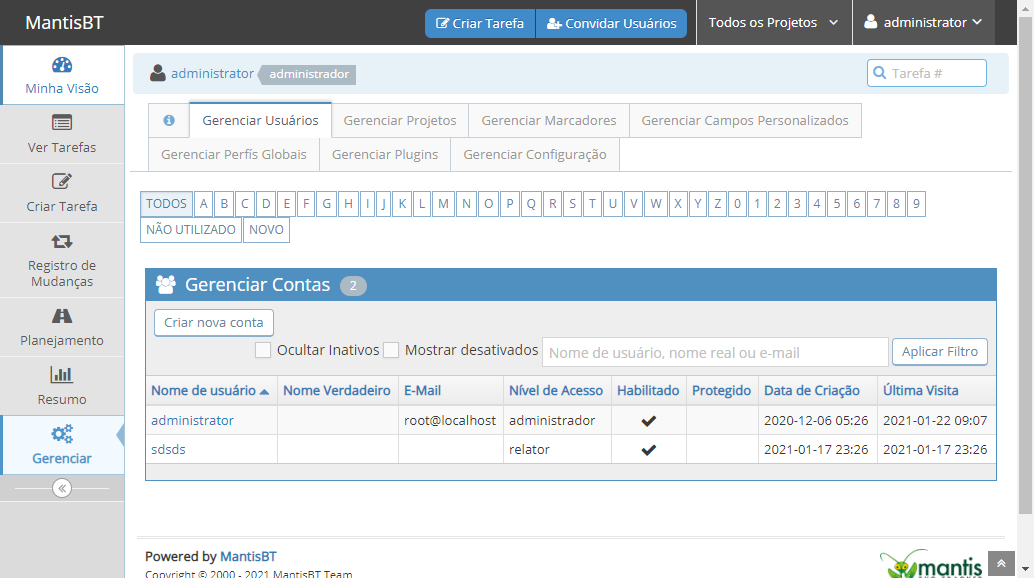 MantisBT
Criar Tarefa
Convidar Usuários
Todos os Projetos
administrator
Minha Visão
Ver Tarefas
Criar Tarefa
Registro de
Mudanças
Planejamento
Resumo
Gerenciar
administrator administrador
Tarefa #
Gerenciar Usuários Gerenciar Projetos Gerenciar Marcadores Gerenciar Campos Personalizados
Gerenciar Perfís Globais Gerenciar Plugins Gerenciar Configuração
TODOS A B C D E F G H I J K L M N O P Q R S T U V W X Y Z 0 1 2 3 4 5 6 7 8 9
NÃO UTILIZADO NOVO
Gerenciar Contas 2
Criar nova conta
Ocultar Inativos Mostrar desativados Nome de usuário, nome real ou e-mail Aplicar Filtro
Nome de usuário Nome Verdadeiro E-Mail Nível de Acesso Habilitado Protegido Data de Criação Última Visita
administrator root@localhost administrador 2020-12-06 05:26 2021-01-22 09:07
sdsds relator 2021-01-17 23:26 2021-01-17 23:26
Powered by MantisBT
Copyright © 2000 - 2021 MantisBT Team
mantis